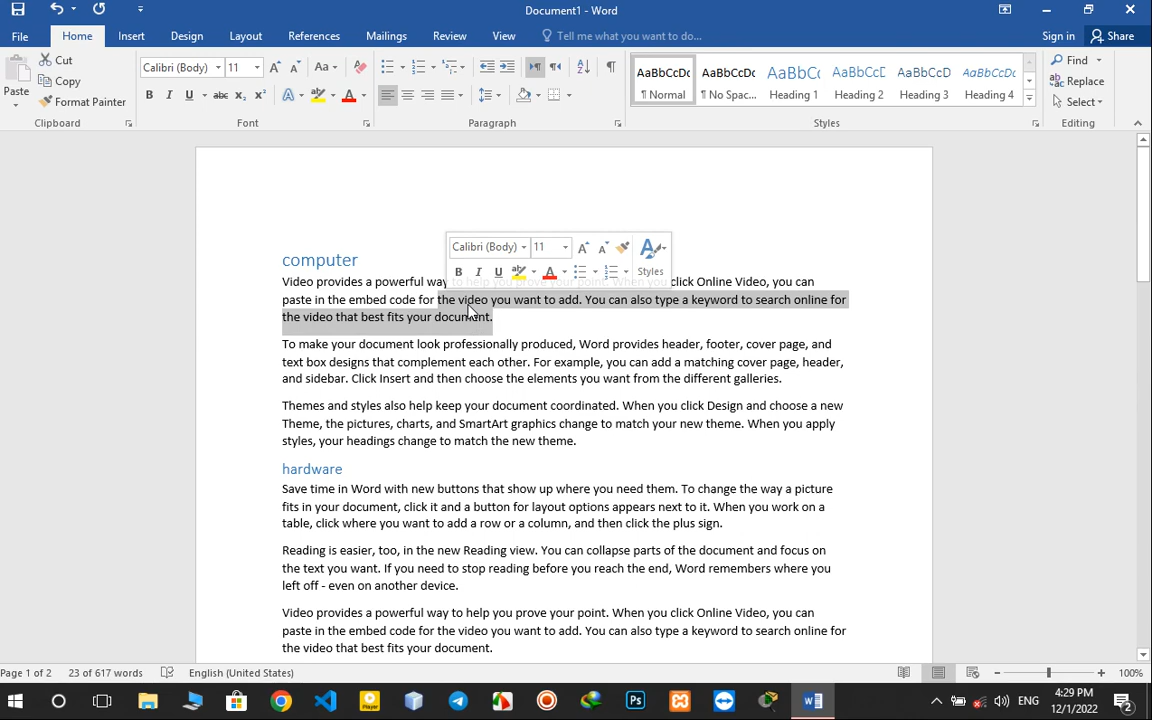 Document1 - Word
File Home Insert Design Layout References Mailings Review View Tell me what you want to do... Sign in Share
Paste Cut Copy Format Painter Clipboard
Calibri (Body) 11 Aa B I U abc x₂ x² A ab A Font
Paragraph
AaBbCcDc AaBbCcDc AaBbCc AaBbCcD AaBbCcD AaBbCcDc
¶ Normal ¶ No Spac... Heading 1 Heading 2 Heading 3 Heading 4
Styles
Find Replace Select Editing
Calibri (Body) 11 A A
B I U ab A Styles
computer
Video provides a powerful way to help you prove your point. When you click Online Video, you can
paste in the embed code for the video you want to add. You can also type a keyword to search online for
the video that best fits your document.
To make your document look professionally produced, Word provides header, footer, cover page, and
text box designs that complement each other. For example, you can add a matching cover page, header,
and sidebar. Click Insert and then choose the elements you want from the different galleries.
Themes and styles also help keep your document coordinated. When you click Design and choose a new
Theme, the pictures, charts, and SmartArt graphics change to match your new theme. When you apply
styles, your headings change to match the new theme.
hardware
Save time in Word with new buttons that show up where you need them. To change the way a picture
fits in your document, click it and a button for layout options appears next to it. When you work on a
table, click where you want to add a row or a column, and then click the plus sign.
Reading is easier, too, in the new Reading view. You can collapse parts of the document and focus on
the text you want. If you need to stop reading before you reach the end, Word remembers where you
left off - even on another device.
Video provides a powerful way to help you prove your point. When you click Online Video, you can
paste in the embed code for the video you want to add. You can also type a keyword to search online for
the video that best fits your document.
Page 1 of 2 23 of 617 words English (United States) 100%
Player Ps ENG 4:29 PM
12/1/2022 2